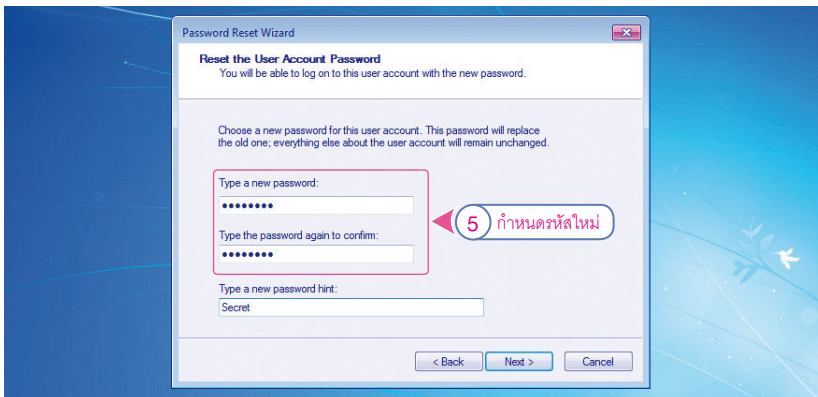 Password Reset Wizard
Reset the User Account Password
You will be able to log on to this user account with the new password.
Choose a new password for this user account. This password will replace
the old one; everything else about the user account will remain unchanged.
Type a new password:
••••••••
5 กำหนดรหัสใหม่
Type the password again to confirm:
••••••••
Type a new password hint:
Secret
< Back Next > Cancel